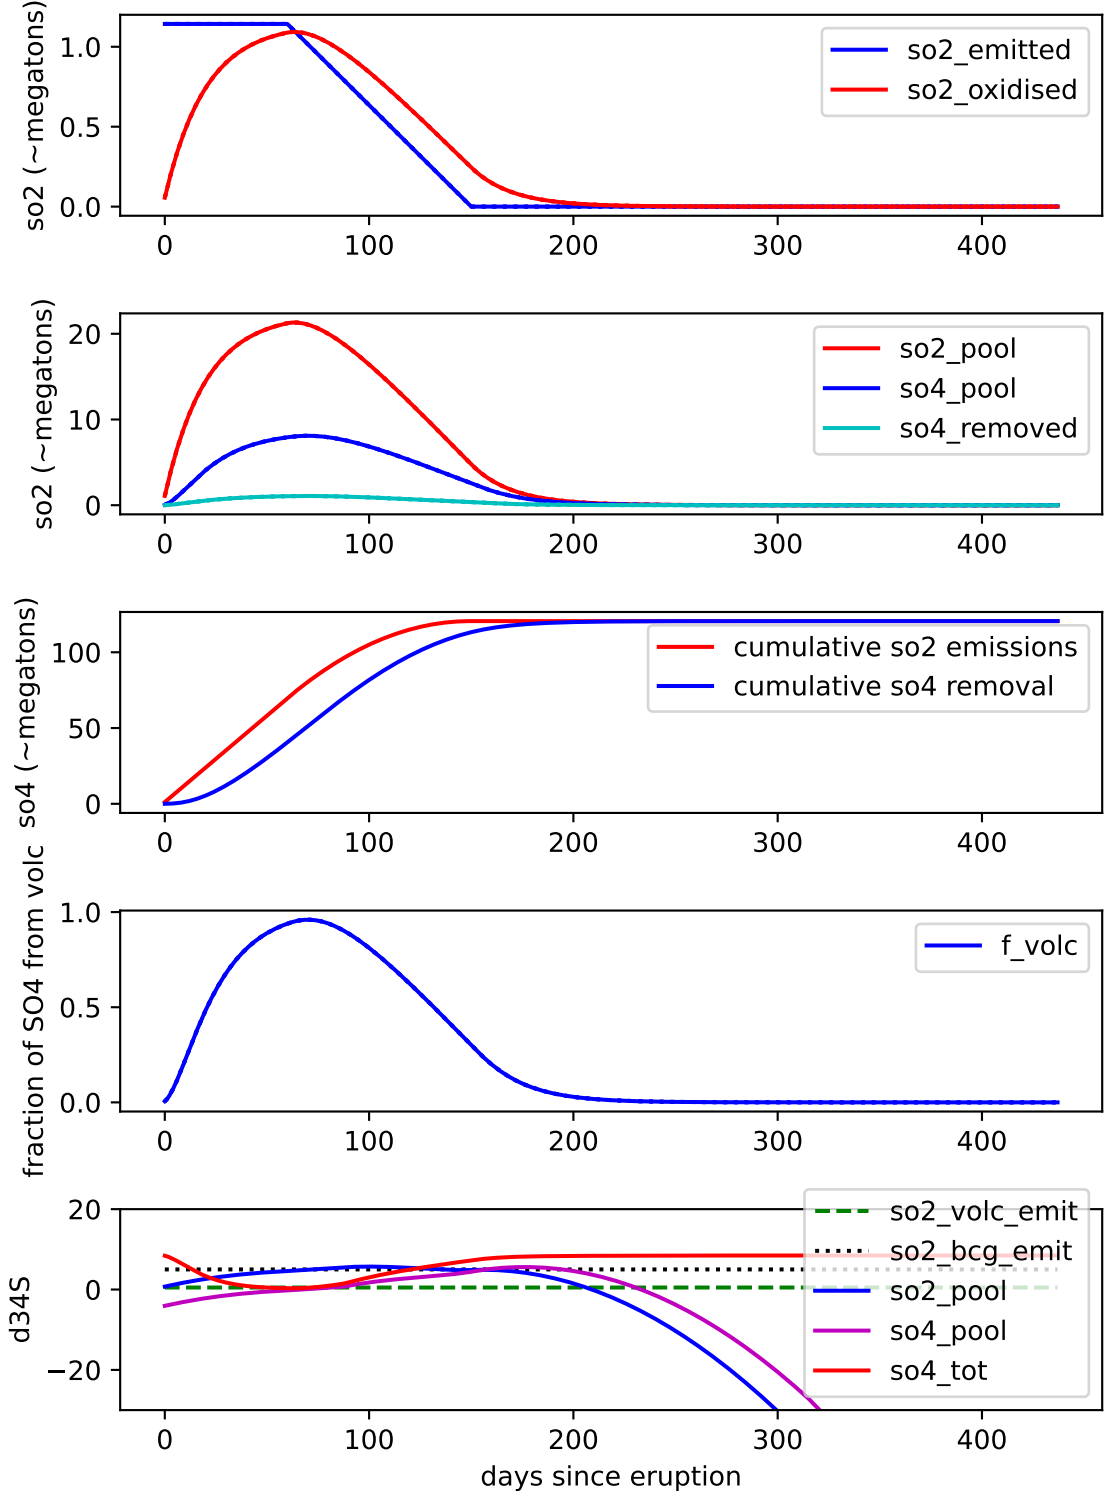 so2 (~megatons)
1.0
0.5
0.0
so2_emitted
so2_oxidised
0 100 200 300 400
so2 (~megatons)
20
10
0
so2_pool
so4_pool
so4_removed
0 100 200 300 400
so4 (~megatons)
100
50
0
cumulative so2 emissions
cumulative so4 removal
0 100 200 300 400
fraction of SO4 from volc
1.0
0.5
0.0
f_volc
0 100 200 300 400
d34S
20
0
−20
so2_volc_emit
so2_bcg_emit
so2_pool
so4_pool
so4_tot
0 100 200 300 400
days since eruption